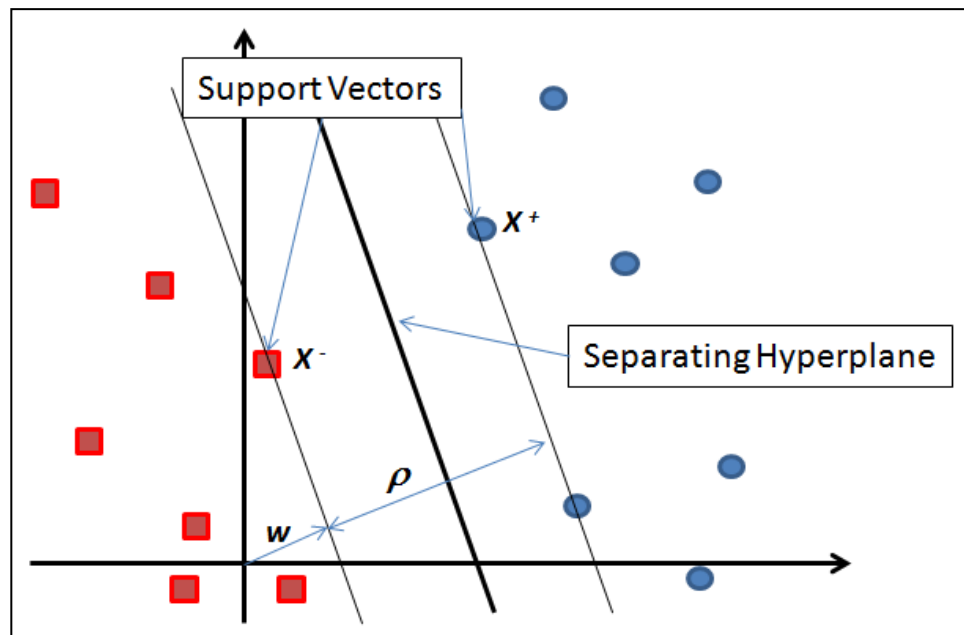 Support Vectors
X⁺
X⁻
Separating Hyperplane
ρ
w